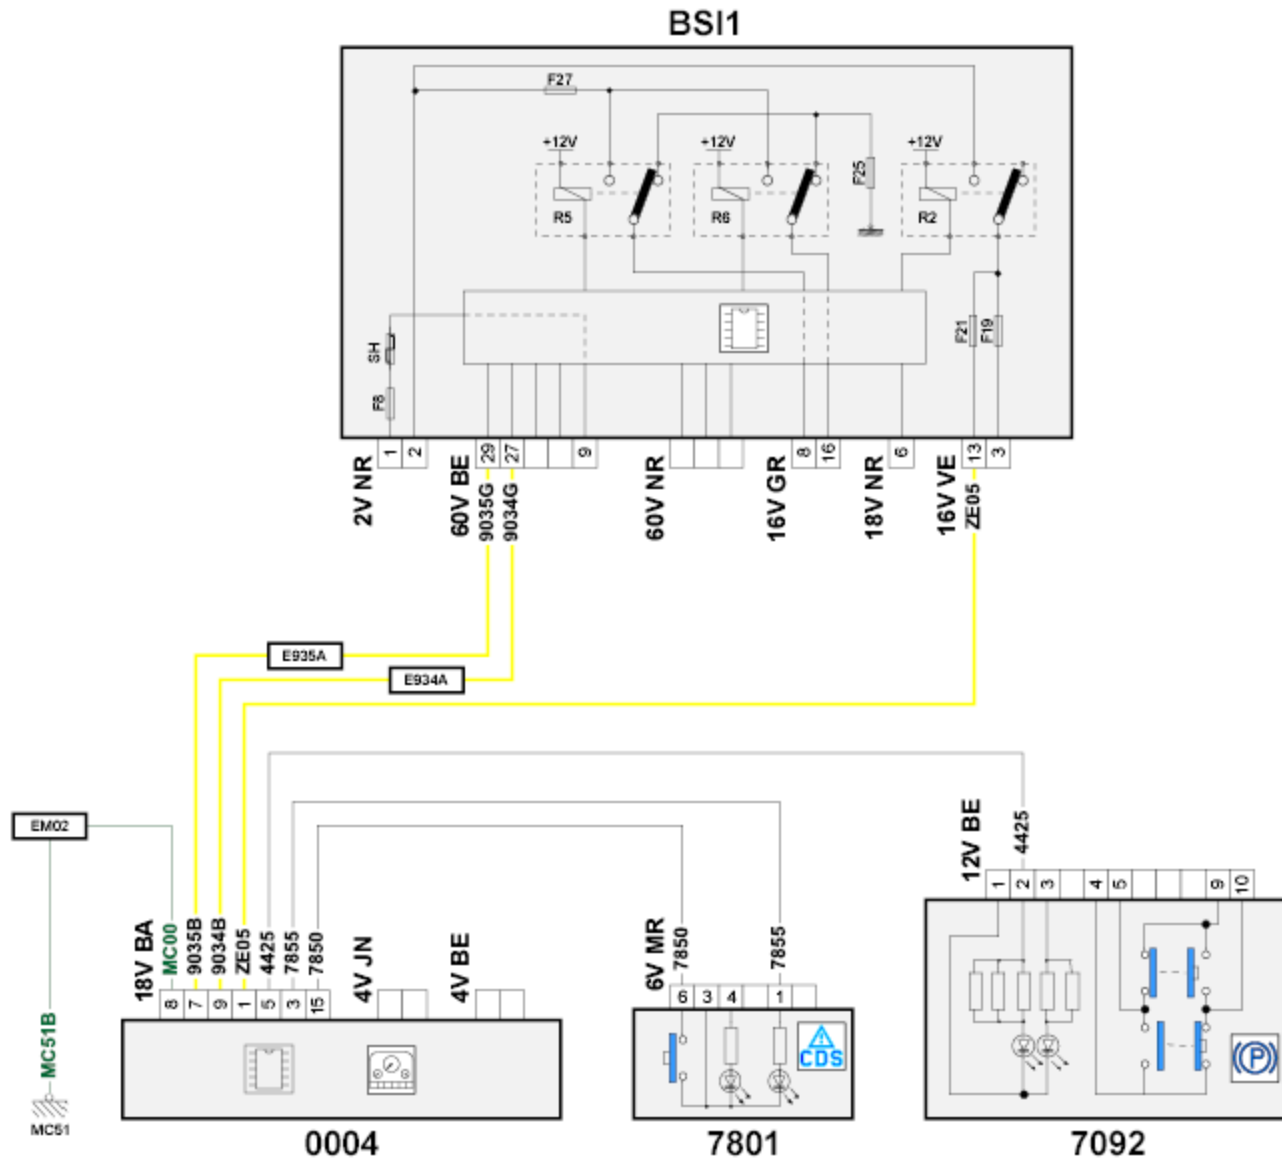 BSI1
F27
+12V
+12V
+12V
F25
R5
R6
R2
SH
F8
F21
F19
2V NR
1
2
60V BE
29
27
9
60V NR
16V GR
8
16
18V NR
6
16V VE
13
3
9035G
9034G
ZE05
E935A
E934A
EM02
MC51B
MC51
18V BA
MC00
9035B
9034B
ZE05
4425
7855
7850
4V JN
4V BE
8
7
9
1
5
3
15
0004
6V MR
7850
7855
6
3
4
1
CDS
7801
12V BE
4425
1
2
3
4
5
9
10
P
7092